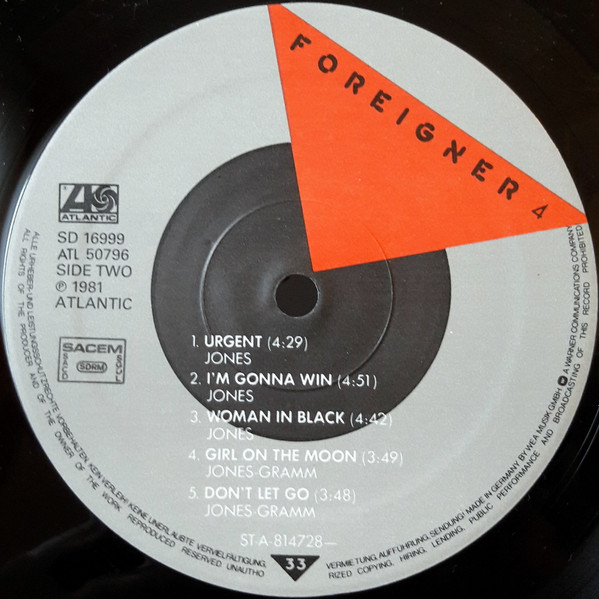 FOREIGNER 4
ATLANTIC
SD 16999
ATL 50796
SIDE TWO
℗ 1981
ATLANTIC
SACEM
SDRM
1. URGENT (4:29)
JONES
2. I'M GONNA WIN (4:51)
JONES
3. WOMAN IN BLACK (4:42)
JONES
4. GIRL ON THE MOON (3:49)
JONES-GRAMM
5. DON'T LET GO (3:48)
JONES-GRAMM
ST-A-814728—
33
ALLE URHEBER- UND LEISTUNGSSCHUTZRECHTE VORBEHALTEN. KEIN VERLEIH! KEINE UNERLAUBTE VERVIELFÄLTIGUNG, VERMIETUNG, AUFFÜHRUNG, SENDUNG! MADE IN GERMANY BY WEA MUSIK GMBH A WARNER COMMUNICATIONS COMPANY
ALL RIGHTS OF THE PRODUCER AND OF THE OWNER OF THE WORK REPRODUCED RESERVED UNAUTHORIZED COPYING, HIRING, LENDING, PUBLIC PERFORMANCE AND BROADCASTING OF THIS RECORD PROHIBITED